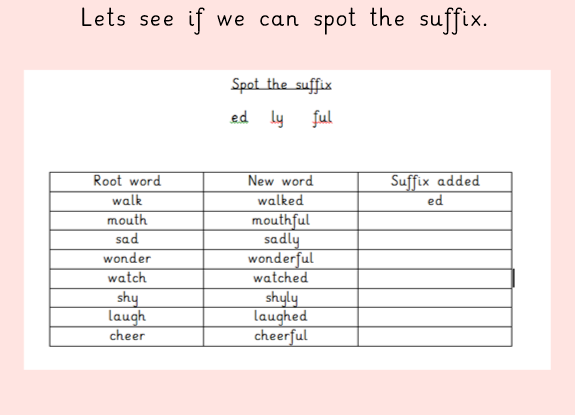 Lets see if we can spot the suffix.
Spot the suffix
ed ly ful
Root word New word Suffix added
walk walked ed
mouth mouthful
sad sadly
wonder wonderful
watch watched
shy shyly
laugh laughed
cheer cheerful